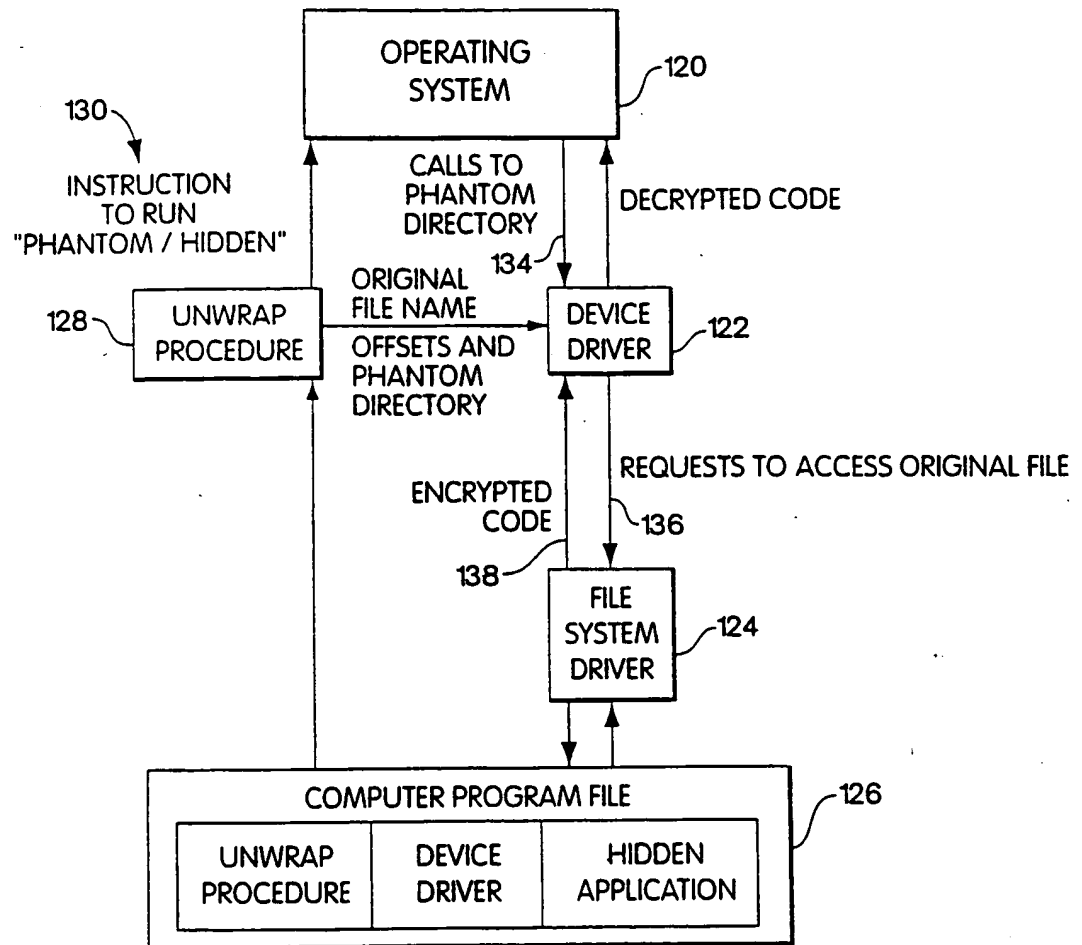 OPERATING
SYSTEM
120
130
INSTRUCTION
TO RUN
"PHANTOM / HIDDEN"
CALLS TO
PHANTOM
DIRECTORY
134
DECRYPTED CODE
128
UNWRAP
PROCEDURE
ORIGINAL
FILE NAME
OFFSETS AND
PHANTOM
DIRECTORY
DEVICE
DRIVER
122
ENCRYPTED
CODE
138
REQUESTS TO ACCESS ORIGINAL FILE
136
FILE
SYSTEM
DRIVER
124
COMPUTER PROGRAM FILE
126
UNWRAP
PROCEDURE
DEVICE
DRIVER
HIDDEN
APPLICATION